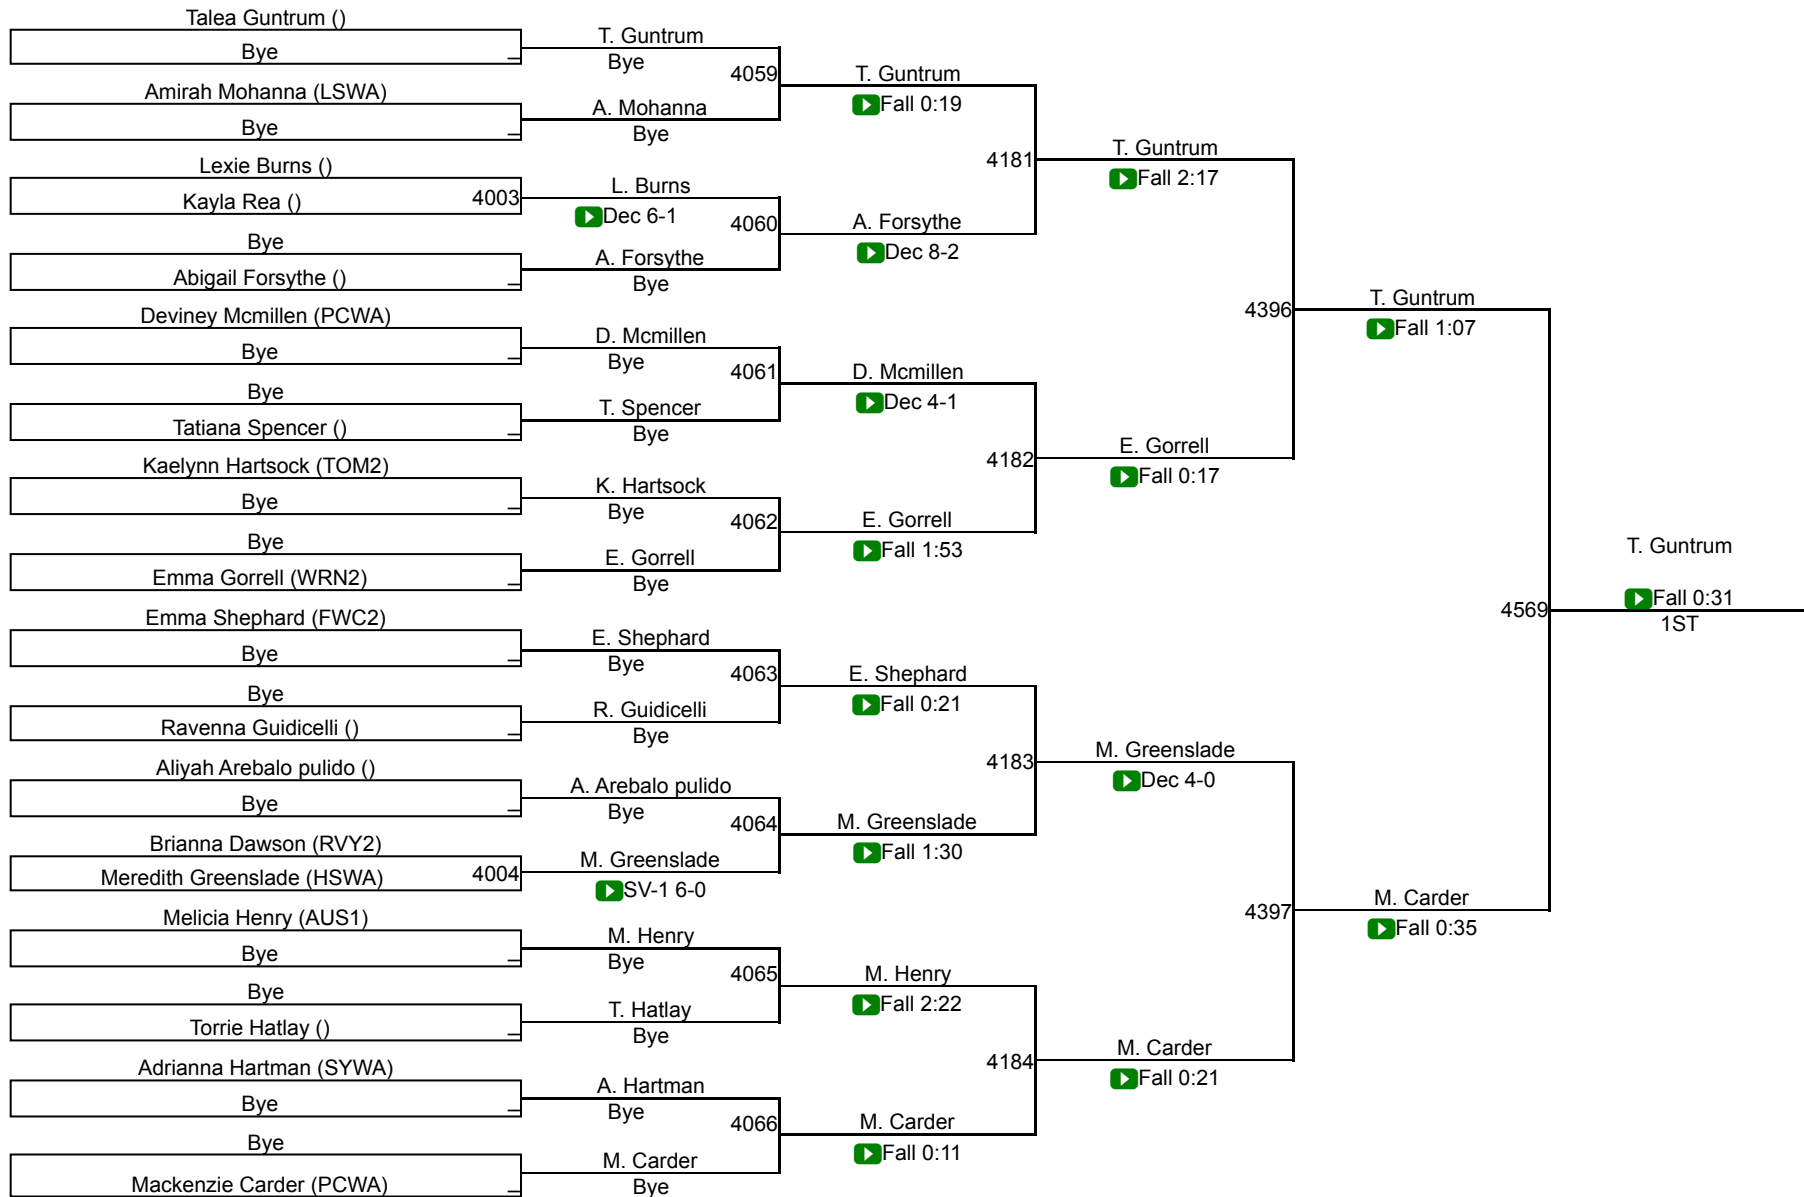 Talea Guntrum ()
Bye
Amirah Mohanna (LSWA)
Bye
Lexie Burns ()
Kayla Rea () 4003
Bye
Abigail Forsythe ()
Deviney Mcmillen (PCWA)
Bye
Bye
Tatiana Spencer ()
Kaelynn Hartsock (TOM2)
Bye
Bye
Emma Gorrell (WRN2)
Emma Shephard (FWC2)
Bye
Bye
Ravenna Guidicelli ()
Aliyah Arebalo pulido ()
Bye
Brianna Dawson (RVY2)
Meredith Greenslade (HSWA) 4004
Melicia Henry (AUS1)
Bye
Bye
Torrie Hatlay ()
Adrianna Hartman (SYWA)
Bye
Bye
Mackenzie Carder (PCWA)
T. Guntrum
Bye
4059
A. Mohanna
Bye
L. Burns
Dec 6-1
4060
A. Forsythe
Bye
D. Mcmillen
Bye
4061
T. Spencer
Bye
K. Hartsock
Bye
4062
E. Gorrell
Bye
E. Shephard
Bye
4063
R. Guidicelli
Bye
A. Arebalo pulido
Bye
4064
M. Greenslade
SV-1 6-0
M. Henry
Bye
4065
T. Hatlay
Bye
A. Hartman
Bye
4066
M. Carder
Bye
T. Guntrum
Fall 0:19
4181
A. Forsythe
Dec 8-2
D. Mcmillen
Dec 4-1
4182
E. Gorrell
Fall 1:53
E. Shephard
Fall 0:21
4183
M. Greenslade
Fall 1:30
M. Henry
Fall 2:22
4184
M. Carder
Fall 0:11
T. Guntrum
Fall 2:17
4396
E. Gorrell
Fall 0:17
M. Greenslade
Dec 4-0
4397
M. Carder
Fall 0:21
T. Guntrum
Fall 1:07
4569
M. Carder
Fall 0:35
T. Guntrum
Fall 0:31
1ST